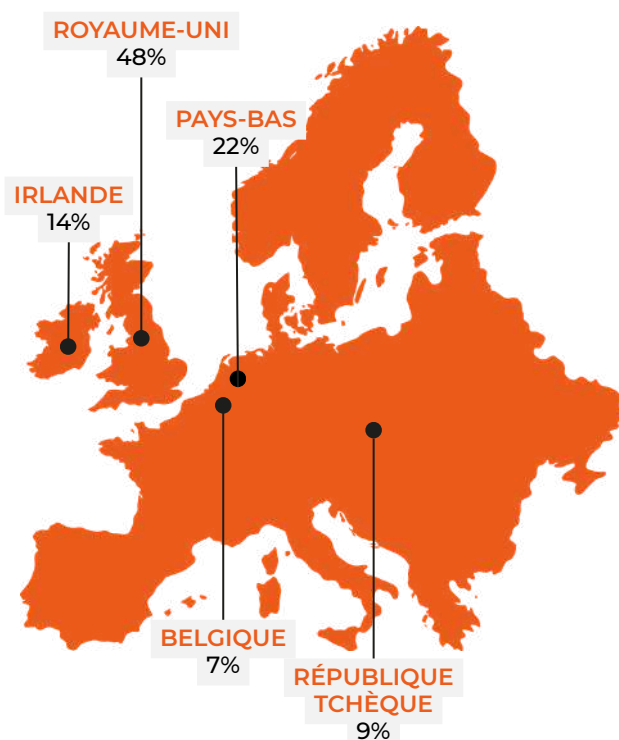 ROYAUME-UNI
48%
PAYS-BAS
22%
IRLANDE
14%
BELGIQUE
7%
RÉPUBLIQUE
TCHÈQUE
9%